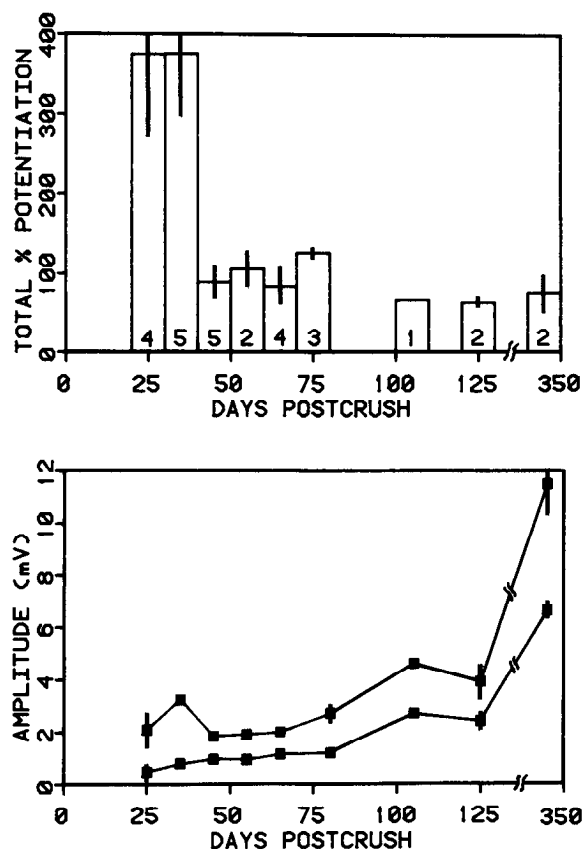 400
300
200
100
0
TOTAL % POTENTIATION
4 5 5 2 4 3 1 2 2
0 25 50 75 100 125 350
DAYS POSTCRUSH
12
10
8
6
4
2
0
AMPLITUDE (mV)
0 25 50 75 100 125 350
DAYS POSTCRUSH